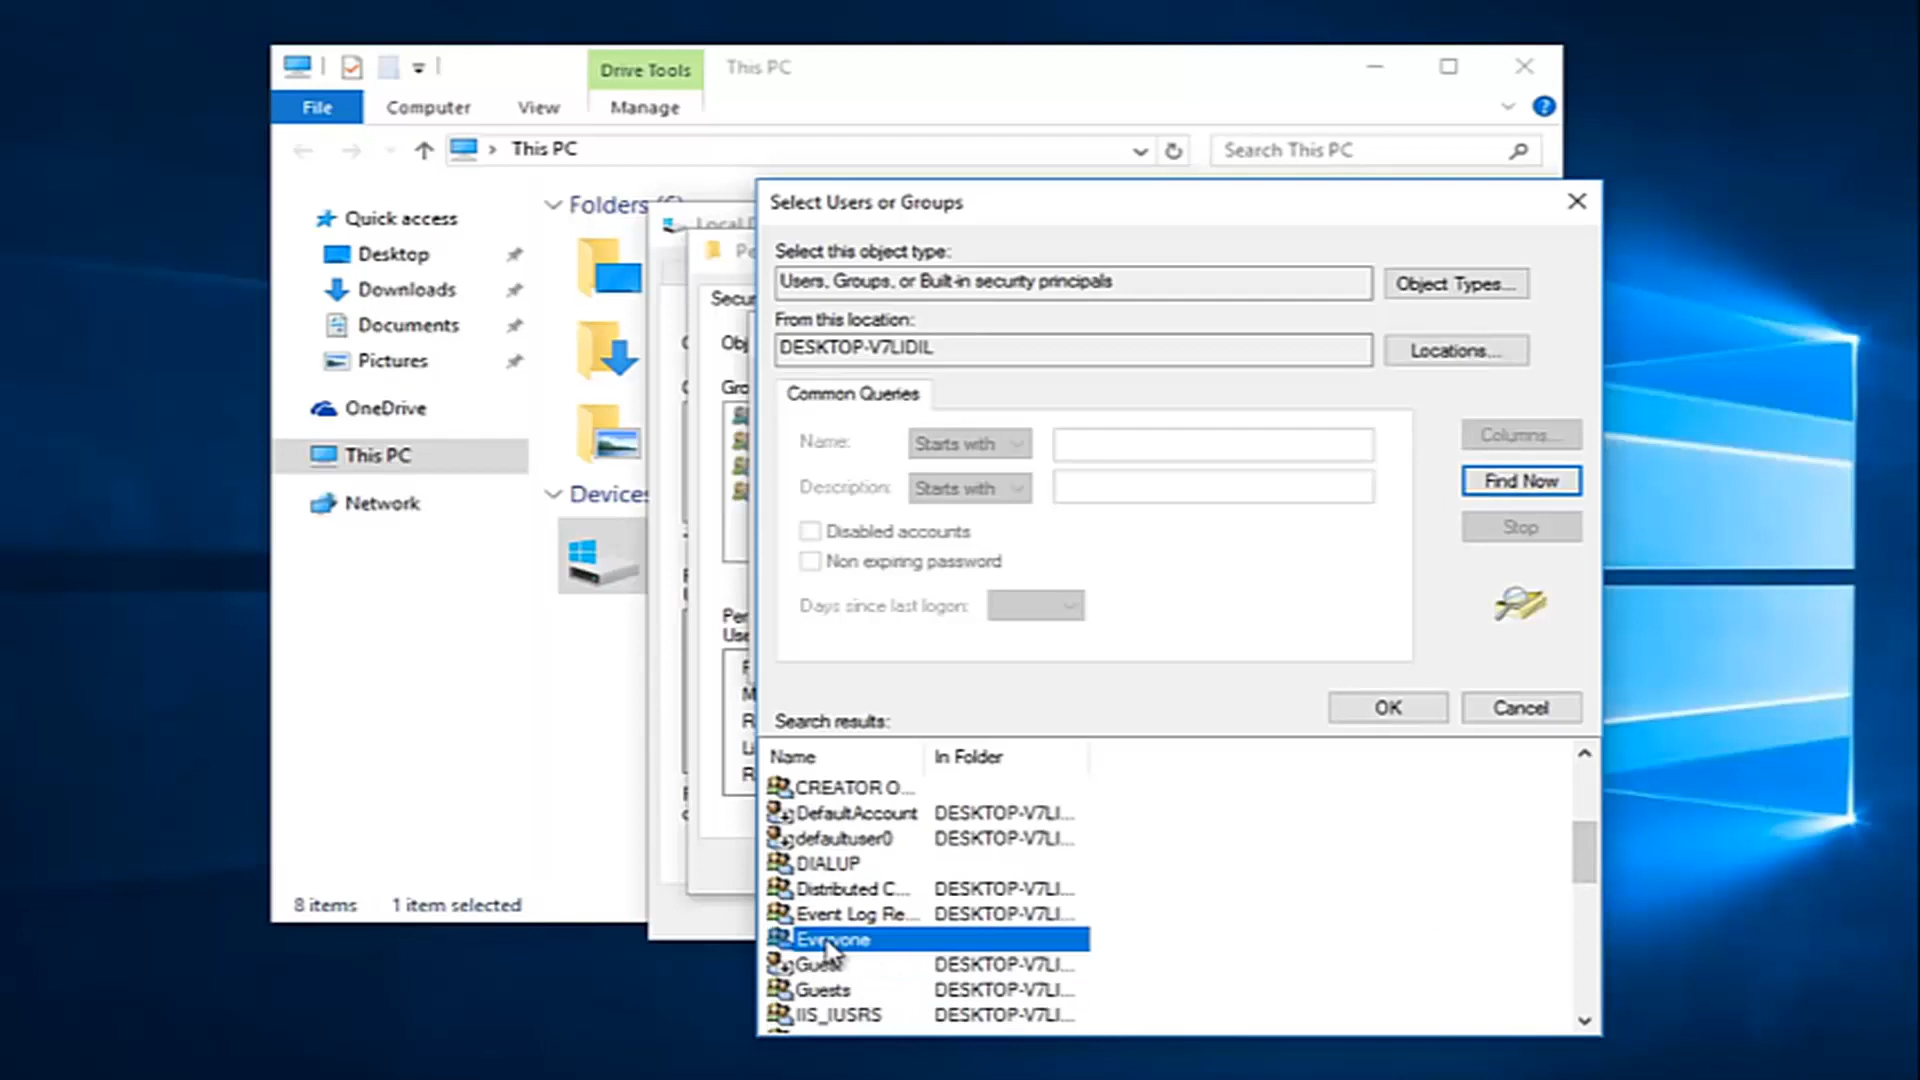 Drive Tools
This PC
File
Computer
View
Manage
This PC
Search This PC
Quick access
Desktop
Downloads
Documents
Pictures
OneDrive
This PC
Network
Folders
Devices
8 items
1 item selected
Local
Select Users or Groups
Select this object type:
Users, Groups, or Built-in security principals
Object Types...
From this location:
DESKTOP-V7LIDIL
Locations...
Common Queries
Name:
Starts with
Columns...
Description:
Starts with
Find Now
Disabled accounts
Stop
Non expiring password
Days since last logon:
OK
Cancel
Search results:
Name In Folder
CREATOR O...
DefaultAccount DESKTOP-V7LI...
defaultuser0 DESKTOP-V7LI...
DIALUP
Distributed C... DESKTOP-V7LI...
Event Log Re... DESKTOP-V7LI...
Everyone
Guest DESKTOP-V7LI...
Guests DESKTOP-V7LI...
IIS_IUSRS DESKTOP-V7LI...